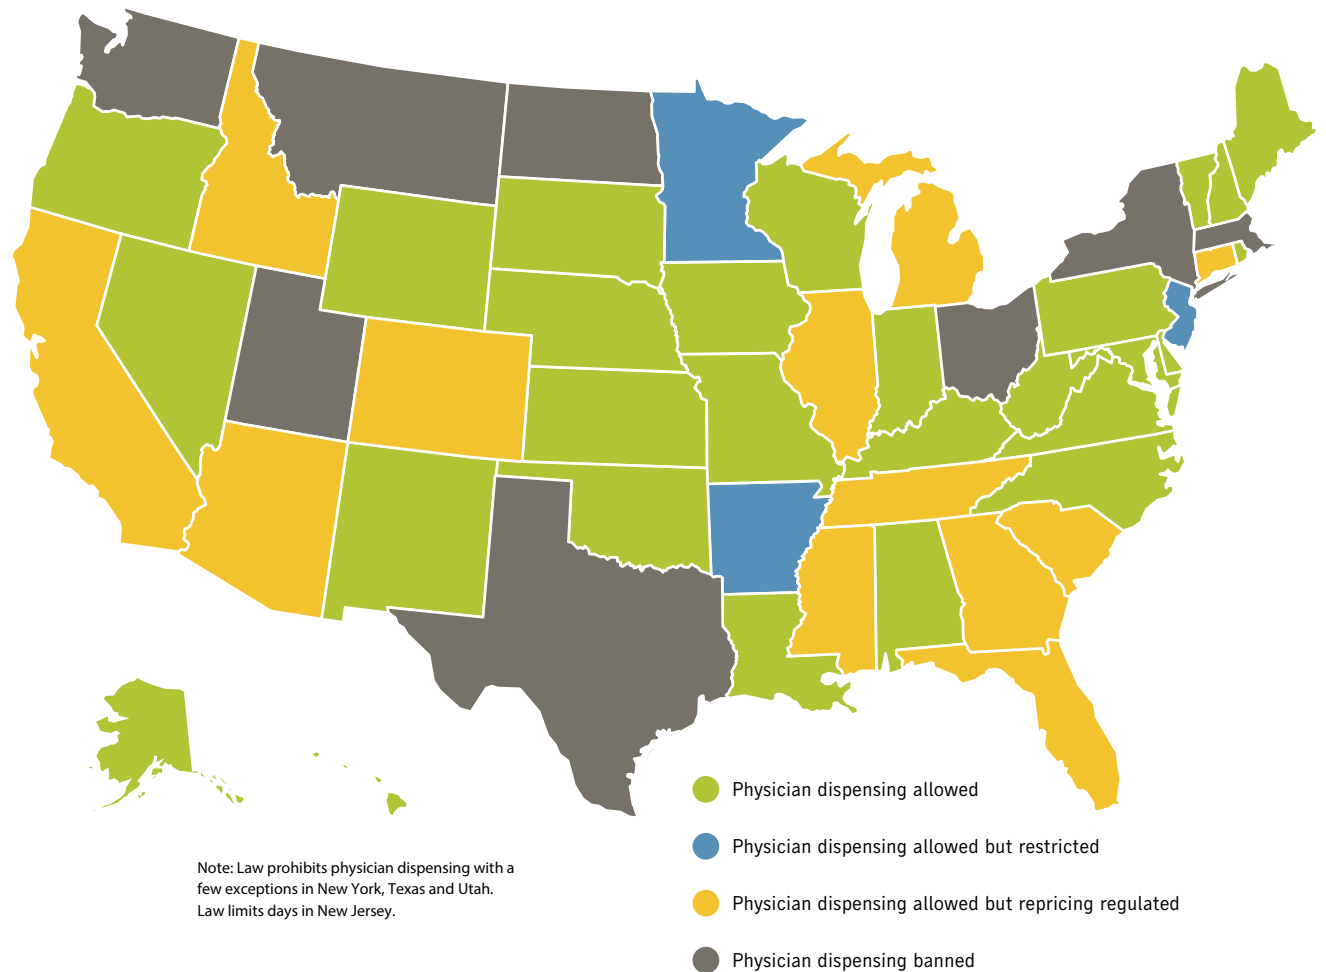 Physician dispensing allowed
Physician dispensing allowed but restricted
Note: Law prohibits physician dispensing with a
few exceptions in New York, Texas and Utah.
Law limits days in New Jersey.
Physician dispensing allowed but repricing regulated
Physician dispensing banned